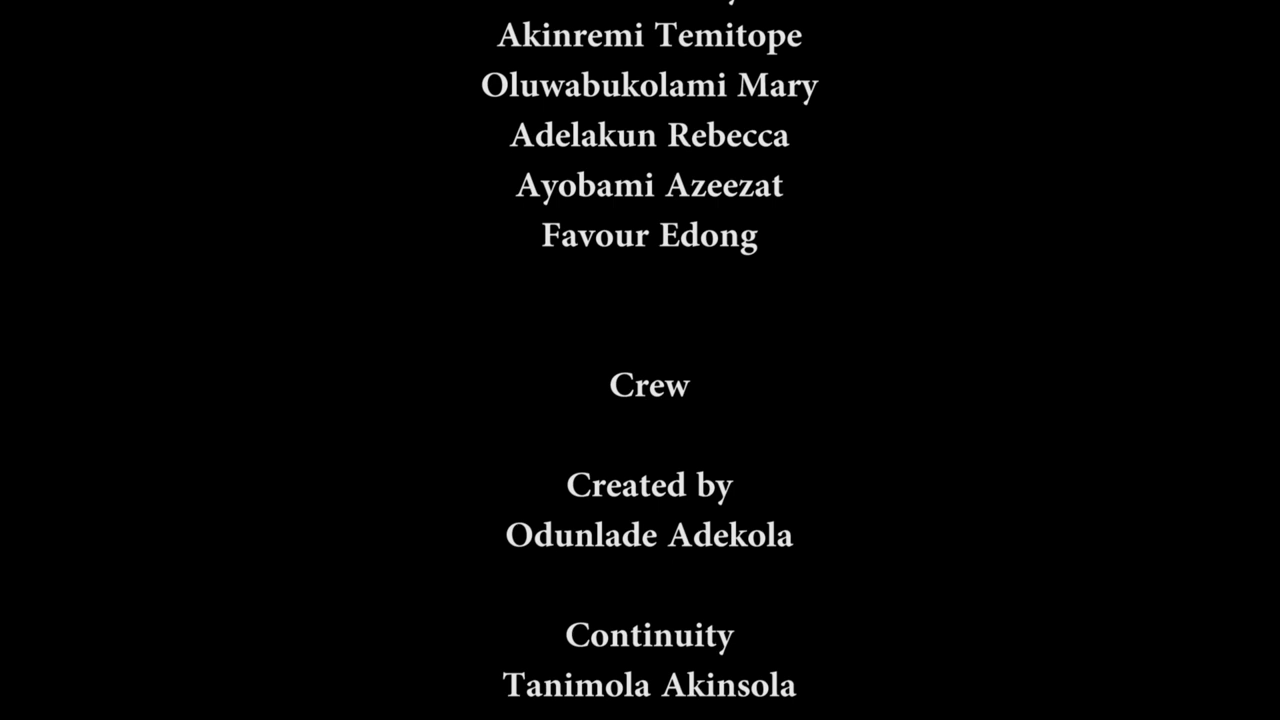 Akinremi Temitope
Oluwabukolami Mary
Adelakun Rebecca
Ayobami Azeezat
Favour Edong
Crew
Created by
Odunlade Adekola
Continuity
Tanimola Akinsola